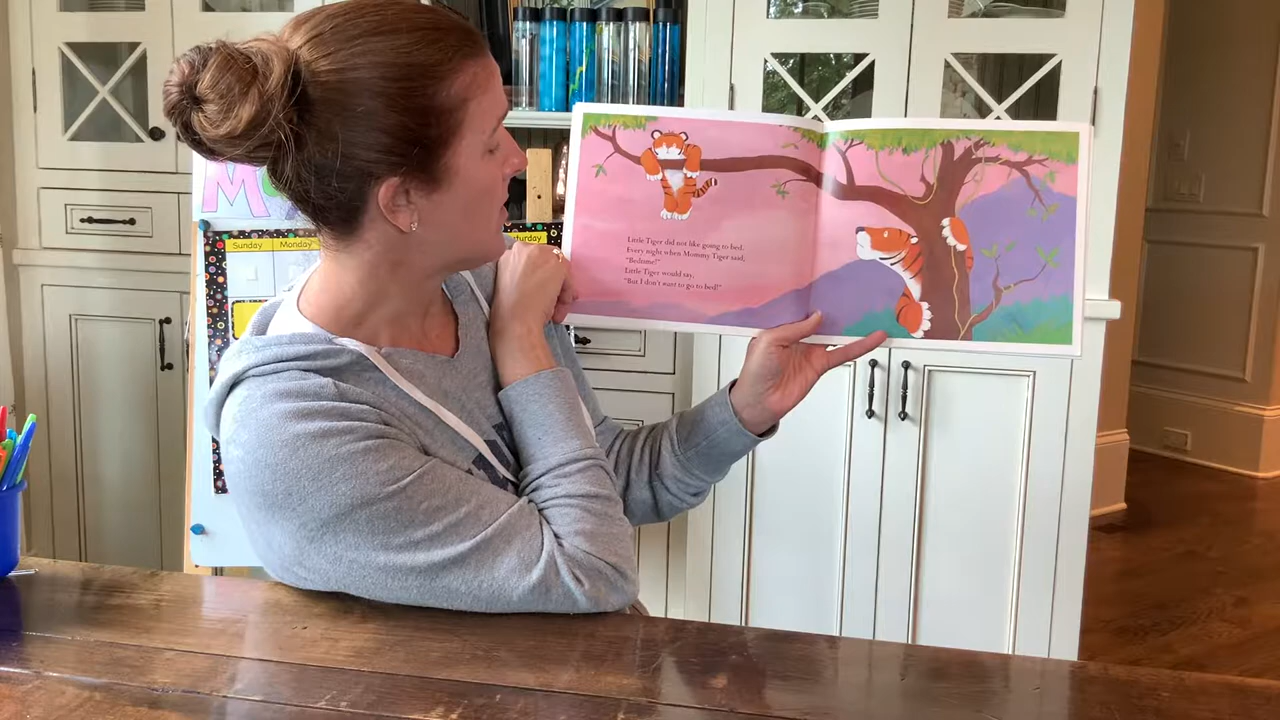 M
Sunday Monday
turday
Little Tiger did not like going to bed.
Every night when Mommy Tiger said,
"Bedtime!"
Little Tiger would say,
"But I don't want to go to bed!"